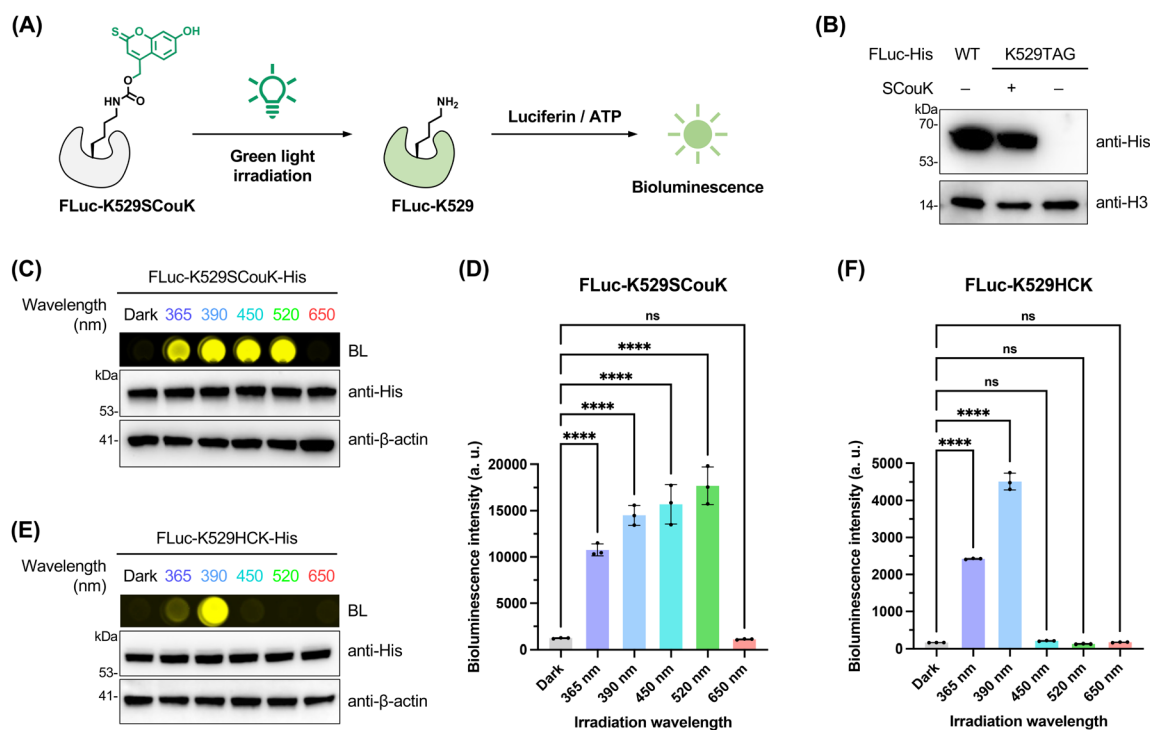 (A)
S
O
OH
O
HN
O
FLuc-K529SCouK
Green light
irradiation
NH2
FLuc-K529
Luciferin / ATP
Bioluminescence
(B)
FLuc-His WT K529TAG
SCouK – + –
kDa
70-
53-
anti-His
14-
anti-H3
(C)
FLuc-K529SCouK-His
Wavelength
(nm)
Dark 365 390 450 520 650
BL
kDa
anti-His
53-
41-
anti-β-actin
(D)
FLuc-K529SCouK
ns
****
****
****
****
Bioluminescence intensity (a. u.)
20000
17500
15000
12500
10000
7500
5000
2500
0
Dark
365 nm
390 nm
450 nm
520 nm
650 nm
Irradiation wavelength
(E)
FLuc-K529HCK-His
Wavelength
(nm)
Dark 365 390 450 520 650
BL
kDa
anti-His
53-
41-
anti-β-actin
(F)
FLuc-K529HCK
ns
ns
ns
****
****
Bioluminescence intensity (a. u.)
5000
4000
3000
2000
1000
0
Dark
365 nm
390 nm
450 nm
520 nm
650 nm
Irradiation wavelength